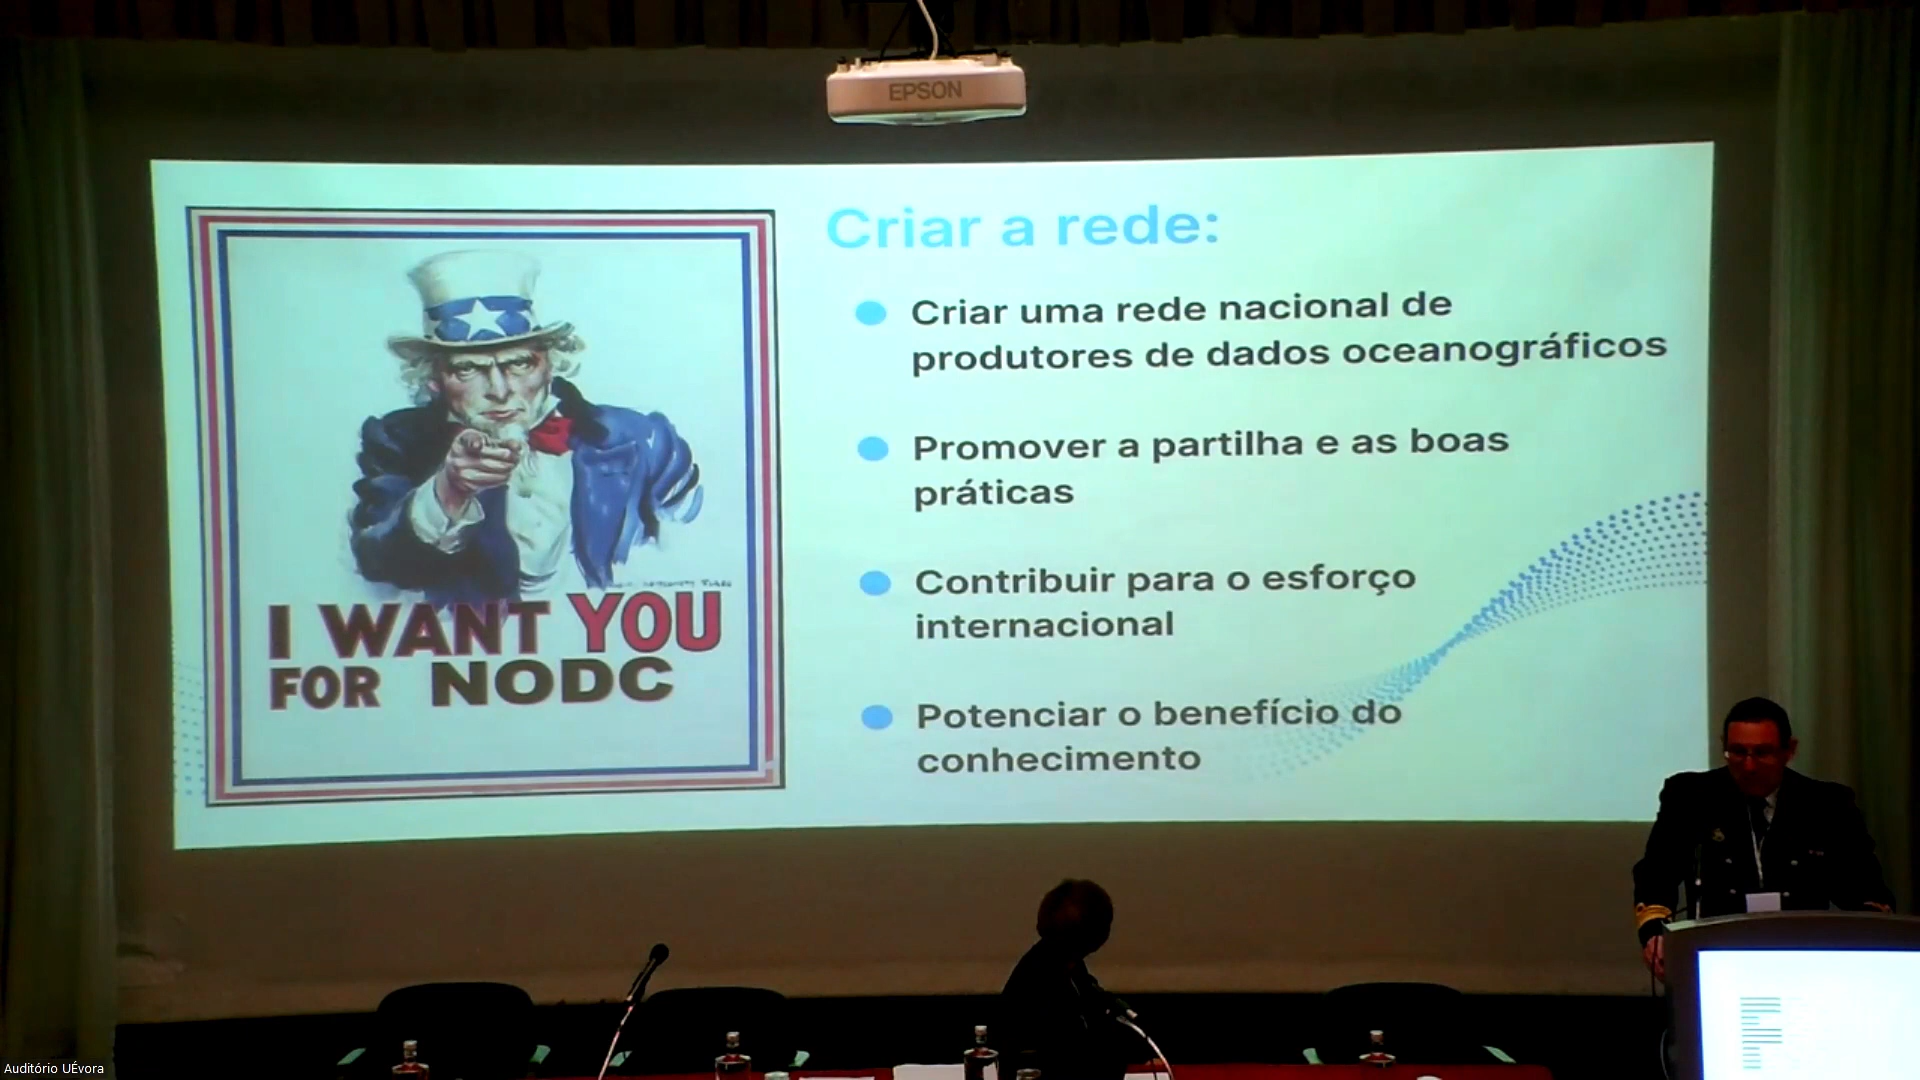 EPSON
Criar a rede:
Criar uma rede nacional de
produtores de dados oceanográficos
Promover a partilha e as boas
práticas
Contribuir para o esforço
internacional
Potenciar o benefício do
conhecimento
I WANT YOU
FOR NODC
Auditório UÉvora